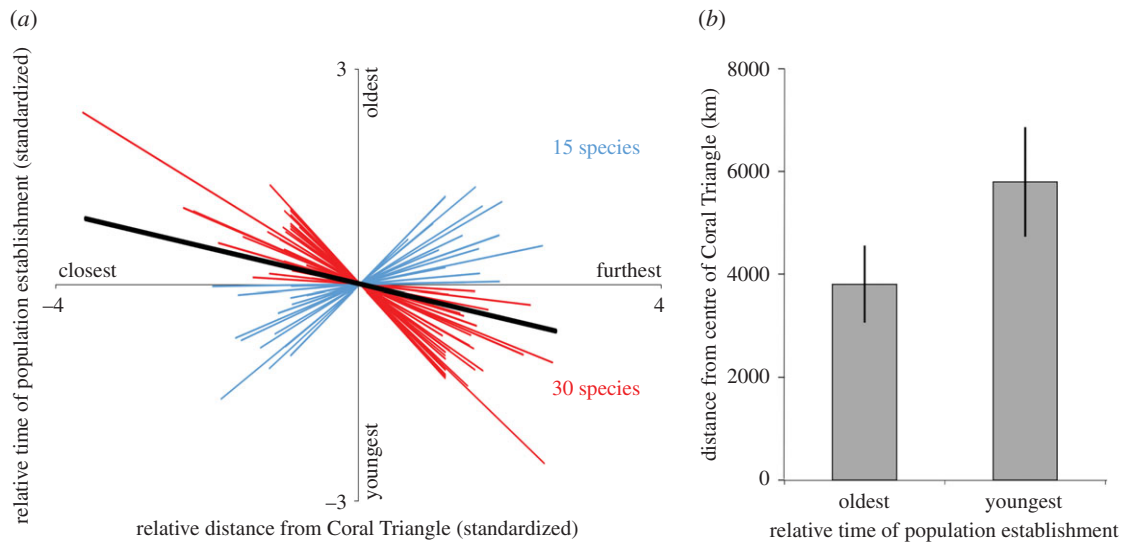 (a)
relative time of population establishment (standardized)
3
oldest
15 species
closest
furthest
–4
4
30 species
youngest
–3
relative distance from Coral Triangle (standardized)
(b)
distance from centre of Coral Triangle (km)
8000
6000
4000
2000
0
oldest
youngest
relative time of population establishment